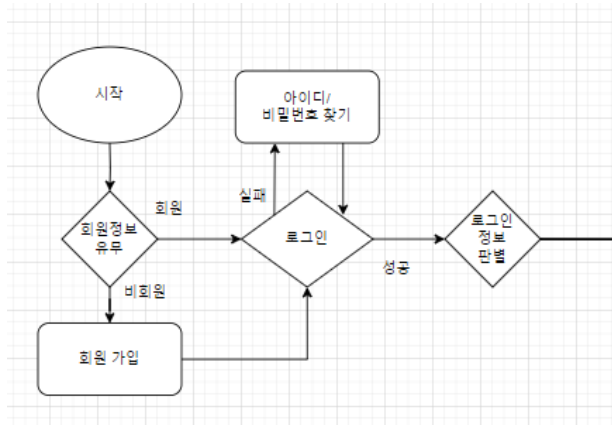 시작
아이디/
비밀번호 찾기
실패
회원
회원정보
유무
로그인
로그인
정보
판별
성공
비회원
회원 가입